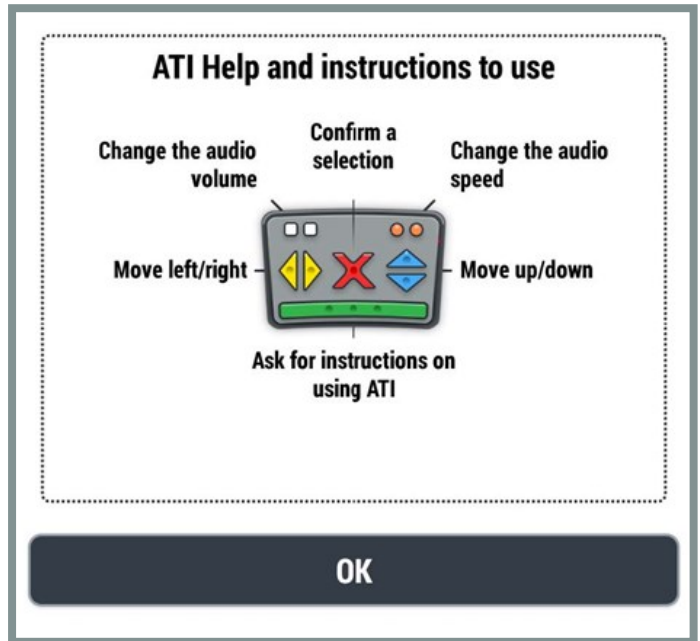 ATI Help and instructions to use
Confirm a
selection
Change the audio
volume
Change the audio
speed
Move left/right
Move up/down
Ask for instructions on
using ATI
OK